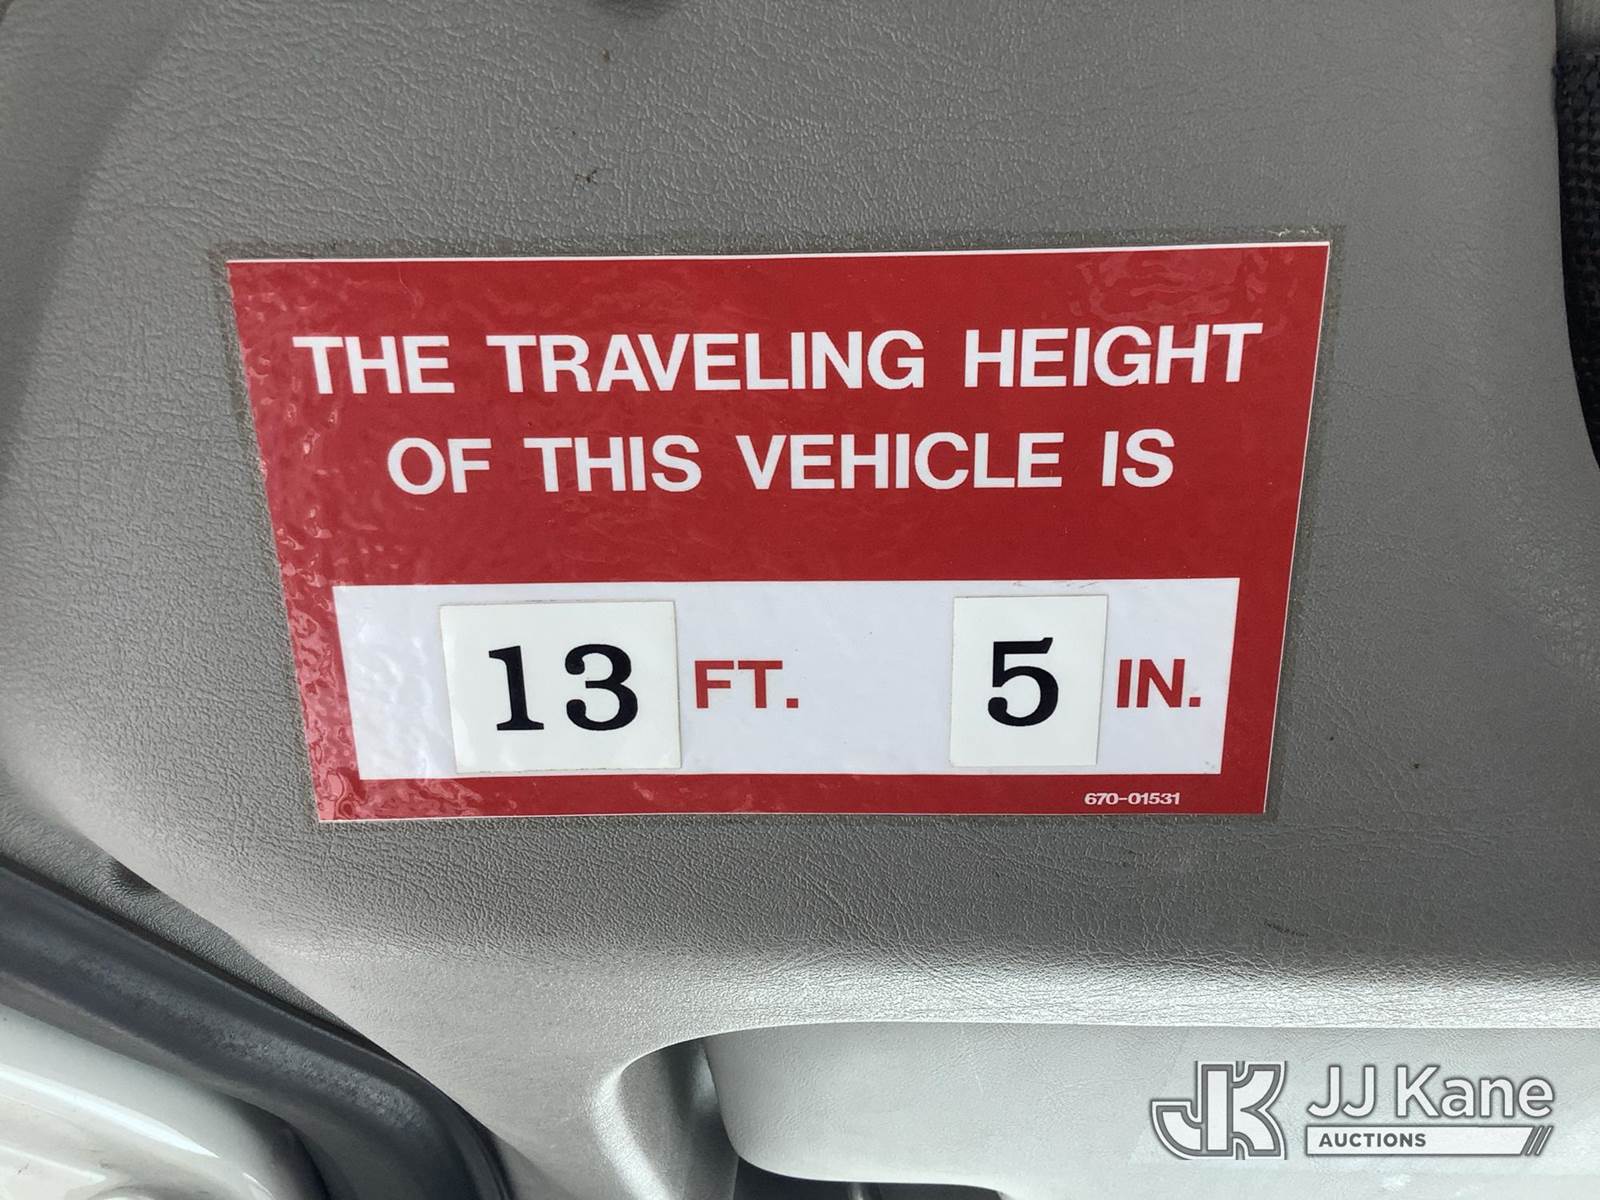 THE TRAVELING HEIGHT
OF THIS VEHICLE IS
13 FT. 5 IN.
670-01531
JK JJ Kane
AUCTIONS